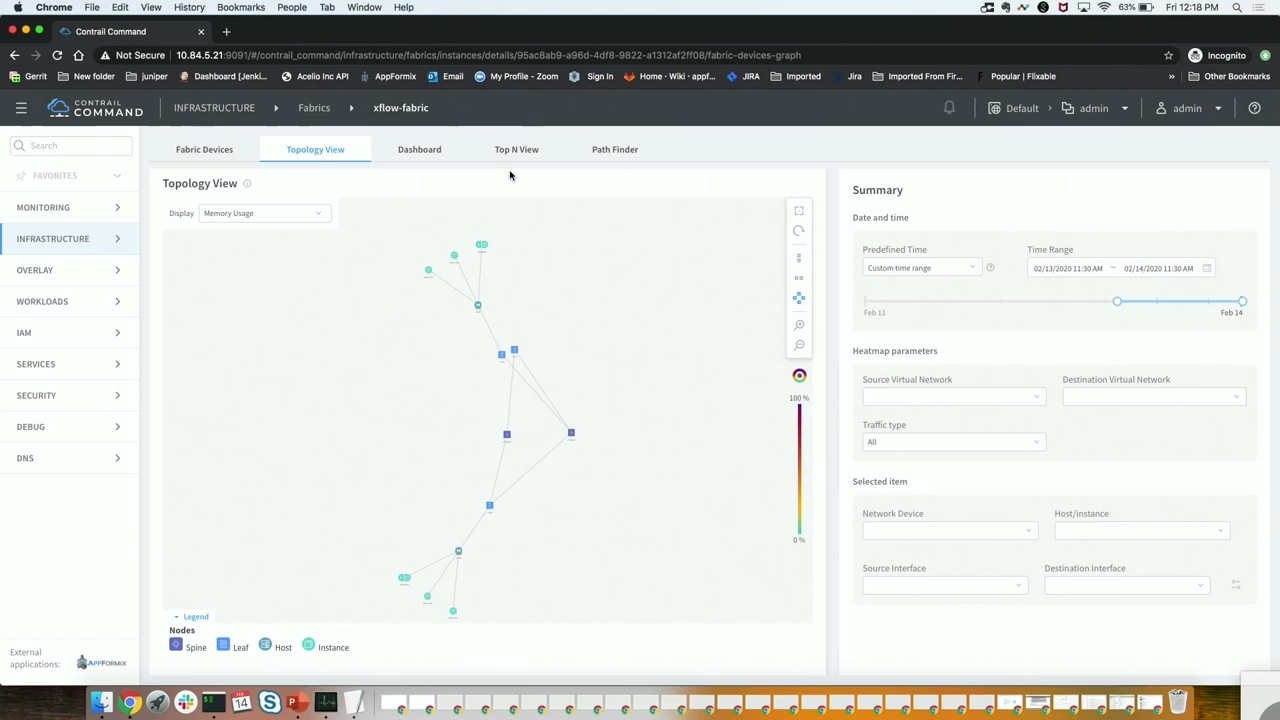 Chrome File Edit View History Bookmarks People Tab Window Help 63% Fri 12:18 PM
Contrail Command
Not Secure 10.84.5.21:9091/#/contrail_command/infrastructure/fabrics/instances/details/95ac8ab9-a96d-4df8-9822-a1312af2ff08/fabric-devices-graph Incognito
Gerrit New folder juniper Dashboard [Jenki... Acelio Inc API AppFormix Email My Profile - Zoom Sign In Home · Wiki · appf... JIRA Imported Jira Imported From Fir... Popular | Flixable » Other Bookmarks
CONTRAIL COMMAND INFRASTRUCTURE Fabrics xflow-fabric Default admin admin
Search
FAVORITES
MONITORING
INFRASTRUCTURE
OVERLAY
WORKLOADS
IAM
SERVICES
SECURITY
DEBUG
DNS
External applications: APPFORMIX
Fabric Devices Topology View Dashboard Top N View Path Finder
Topology View
Display Memory Usage
100 %
0 %
Legend
Nodes
Spine Leaf Host Instance
Summary
Date and time
Predefined Time Time Range
Custom time range 02/13/2020 11:30 AM ~ 02/14/2020 11:30 AM
Feb 11 Feb 14
Heatmap parameters
Source Virtual Network Destination Virtual Network
Traffic type
All
Selected item
Network Device Host/instance
Source Interface Destination Interface
14